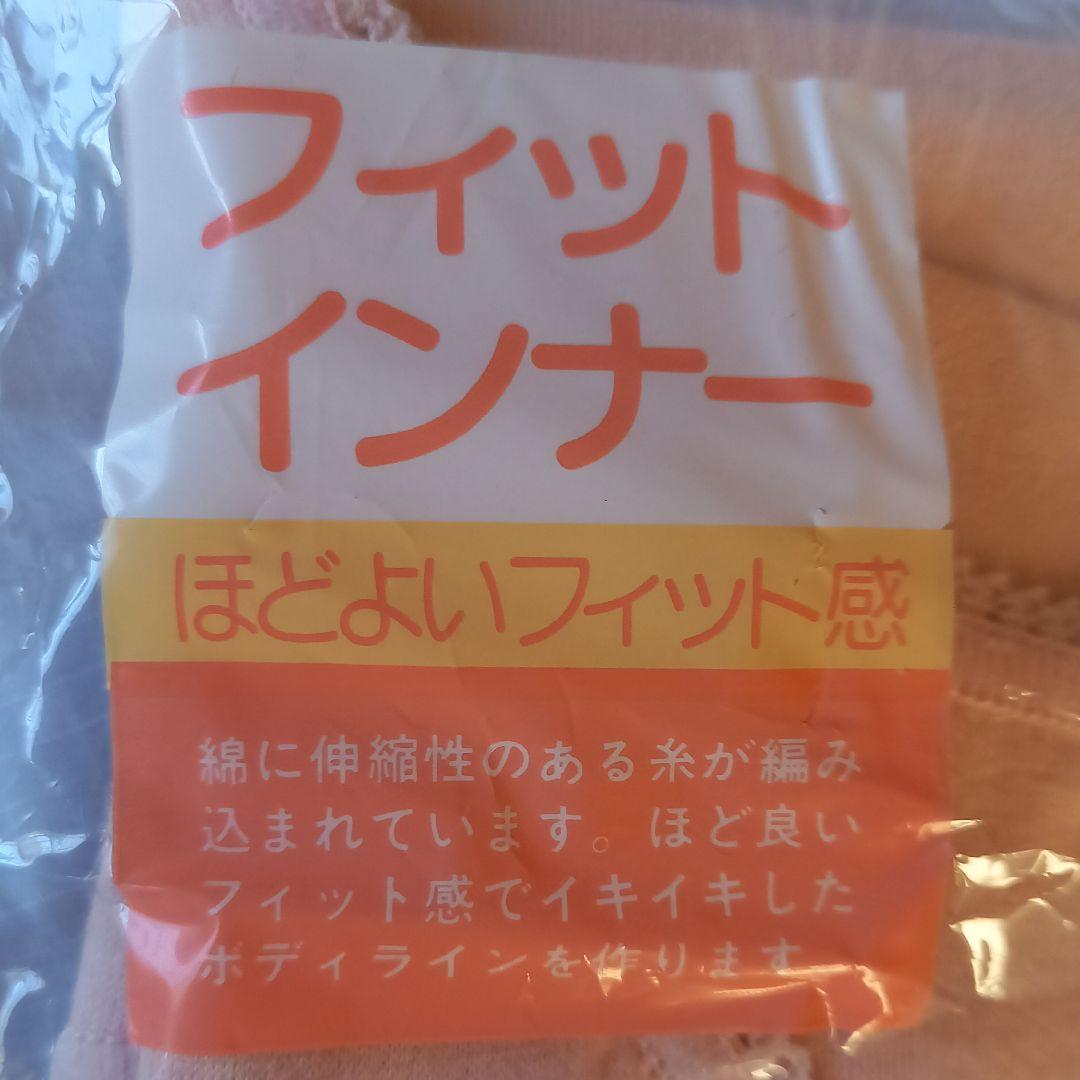 フィット
インナー
ほどよいフィット感
綿に伸縮性のある糸が編み
込まれています。ほど良い
フィット感でイキイキした
ボディラインを作ります